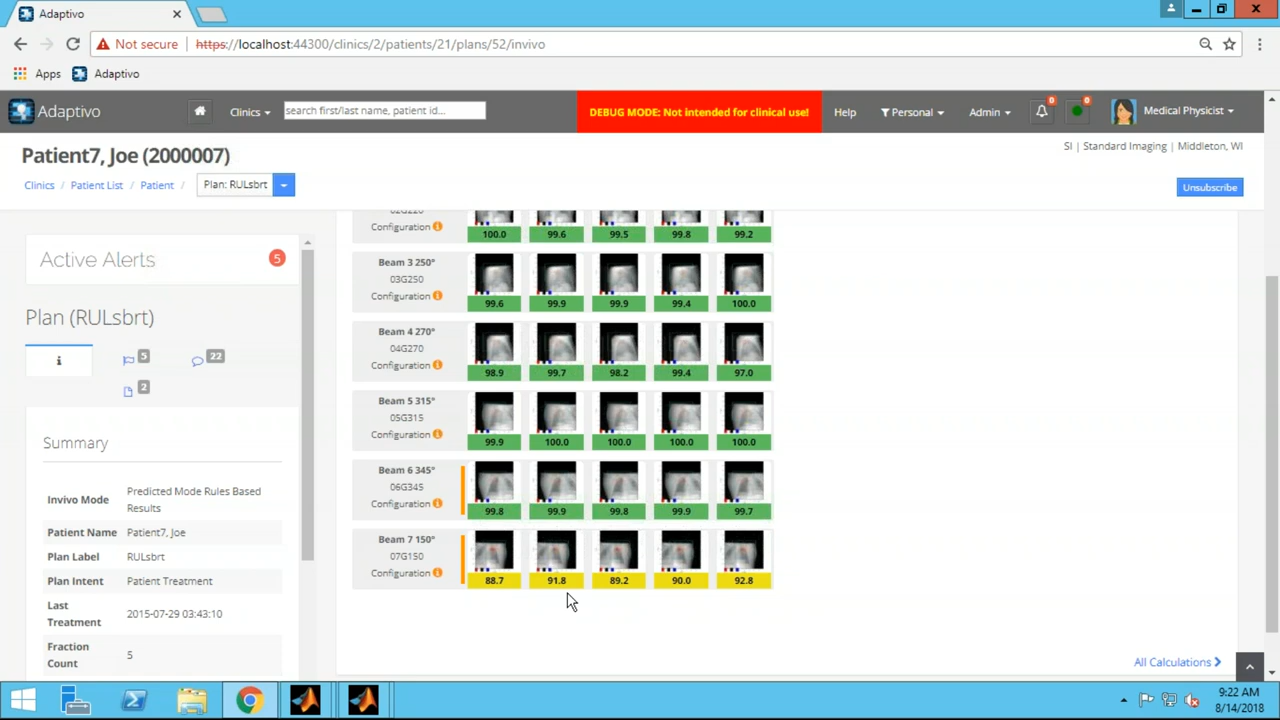 Adaptivo
Not secure https://localhost:44300/clinics/2/patients/21/plans/52/invivo
Apps Adaptivo
Adaptivo Clinics search first/last name, patient id... DEBUG MODE: Not intended for clinical use! Help Personal Admin 0 0 Medical Physicist
Patient7, Joe (2000007)
SI | Standard Imaging | Middleton, WI
Clinics / Patient List / Patient / Plan: RULsbrt
Unsubscribe
Active Alerts 5
Plan (RULsbrt)
i 5 22
2
Summary
Invivo Mode Predicted Mode Rules Based Results
Patient Name Patient7, Joe
Plan Label RULsbrt
Plan Intent Patient Treatment
Last Treatment 2015-07-29 03:43:10
Fraction Count 5
02G220
Configuration
100.0 99.6 99.5 99.8 99.2
Beam 3 250°
03G250
Configuration
99.6 99.9 99.9 99.4 100.0
Beam 4 270°
04G270
Configuration
98.9 99.7 98.2 99.4 97.0
Beam 5 315°
05G315
Configuration
99.9 100.0 100.0 100.0 100.0
Beam 6 345°
06G345
Configuration
99.8 99.9 99.8 99.9 99.7
Beam 7 150°
07G150
Configuration
88.7 91.8 89.2 90.0 92.8
All Calculations
9:22 AM
8/14/2018